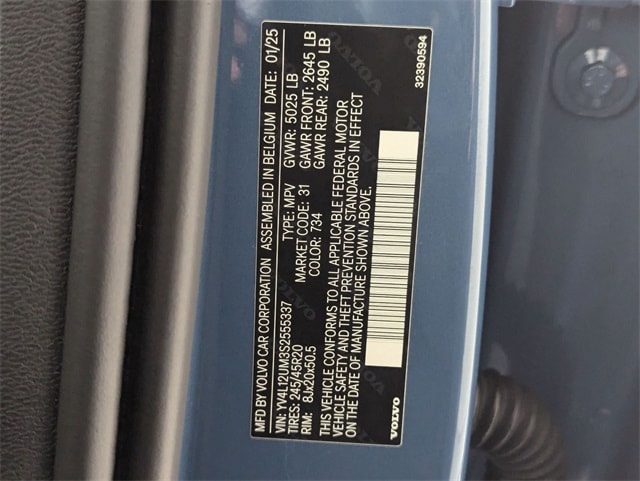 MFD BY VOLVO CAR CORPORATION ASSEMBLED IN BELGIUM DATE: 01/25
VIN: YV4L12UM3S2555337 TYPE: MPV GVWR: 5025 LB
TIRES: 245/45R20 MARKET CODE: 31 GAWR FRONT: 2645 LB
RIM: 8Jx20x50.5 COLOR: 734 GAWR REAR: 2490 LB
THIS VEHICLE CONFORMS TO ALL APPLICABLE FEDERAL MOTOR
VEHICLE SAFETY AND THEFT PREVENTION STANDARDS IN EFFECT
ON THE DATE OF MANUFACTURE SHOWN ABOVE.
VOLVO 32390594